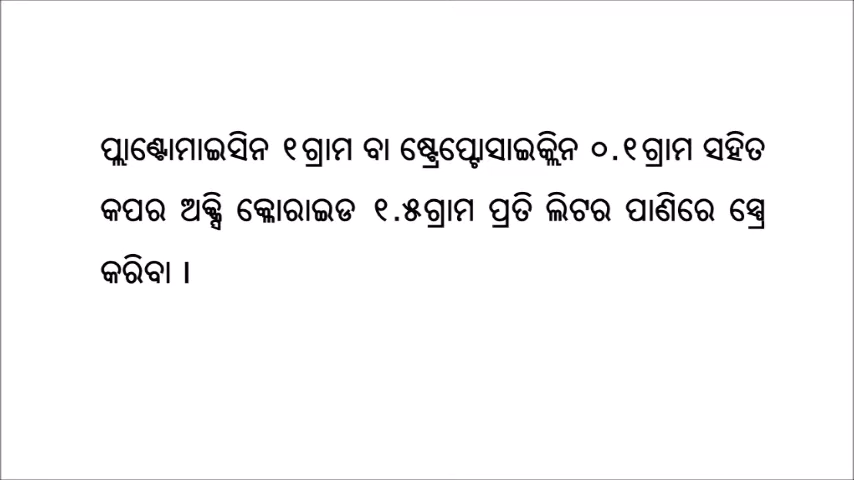 ପ୍ଲାଣ୍ଟୋମାଇସିନ ୧ଗ୍ରାମ ବା ଷ୍ଟ୍ରେପ୍ଟୋସାଇକ୍ଲିନ ୦.୧ଗ୍ରାମ ସହିତ
କପର ଅକ୍ସି କ୍ଳୋରାଇଡ ୧.୫ଗ୍ରାମ ପ୍ରତି ଲିଟର ପାଣିରେ ସ୍ପ୍ରେ
କରିବା ।